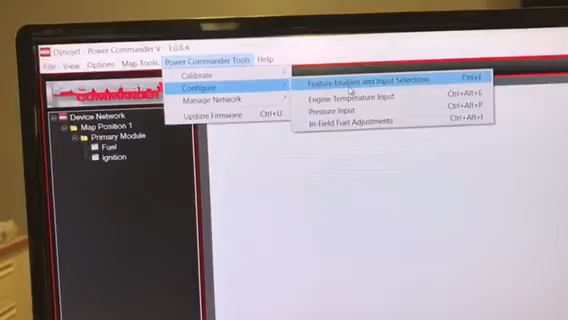 Dynojet - Power Commander V 1.0.6.4
File View Options Map Tools Power Commander Tools Help
POWER
COMMANDER
Calibrate
Configure
Manage Network
Update Firmware Ctrl+U
Feature Enables and Input Selections Ctrl+E
Engine Temperature Input Ctrl+Alt+E
Pressure Input Ctrl+Alt+P
In-Field Fuel Adjustments Ctrl+Alt+I
Device Network
Map Position 1
Primary Module
Fuel
Ignition